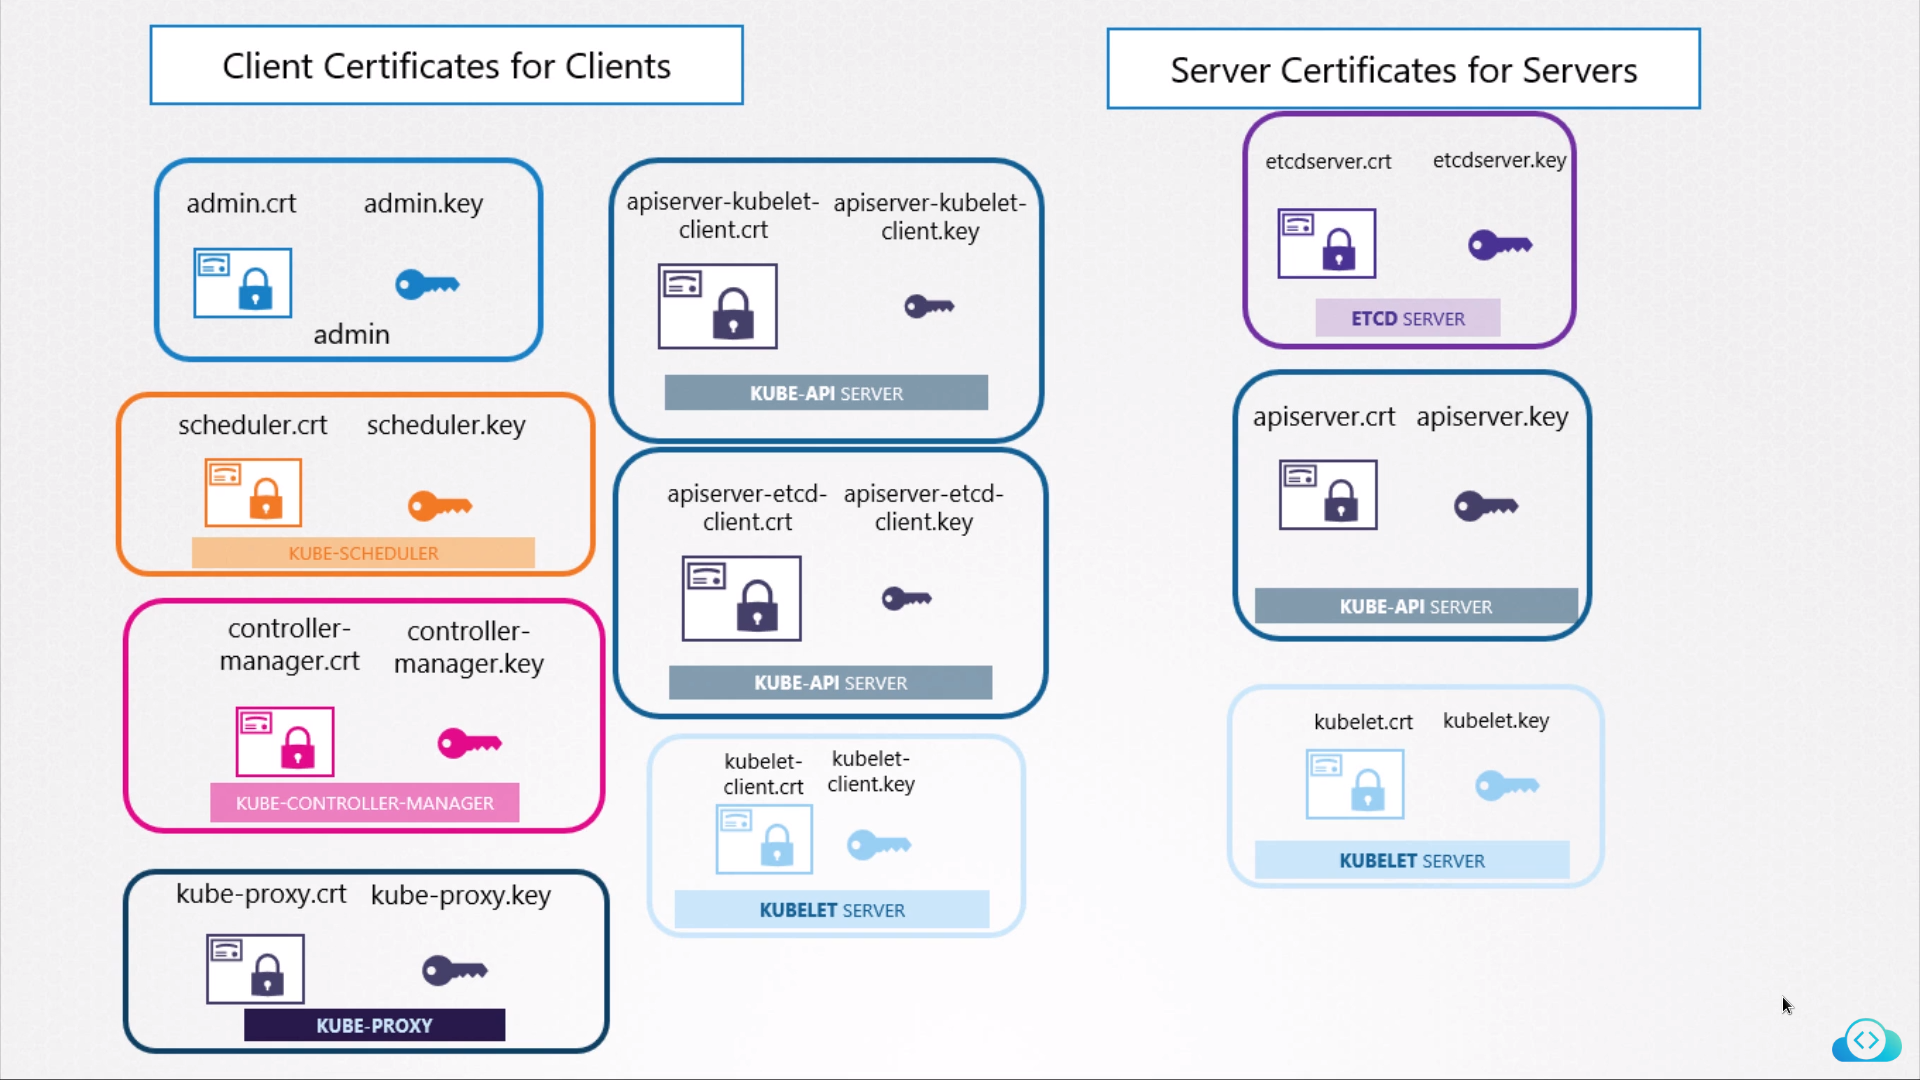 Client Certificates for Clients
Server Certificates for Servers
admin.crt admin.key
admin
scheduler.crt scheduler.key
KUBE-SCHEDULER
controller- controller-
manager.crt manager.key
KUBE-CONTROLLER-MANAGER
kube-proxy.crt kube-proxy.key
KUBE-PROXY
apiserver-kubelet- apiserver-kubelet-
client.crt client.key
KUBE-API SERVER
apiserver-etcd- apiserver-etcd-
client.crt client.key
KUBE-API SERVER
kubelet- kubelet-
client.crt client.key
KUBELET SERVER
etcdserver.crt etcdserver.key
ETCD SERVER
apiserver.crt apiserver.key
KUBE-API SERVER
kubelet.crt kubelet.key
KUBELET SERVER